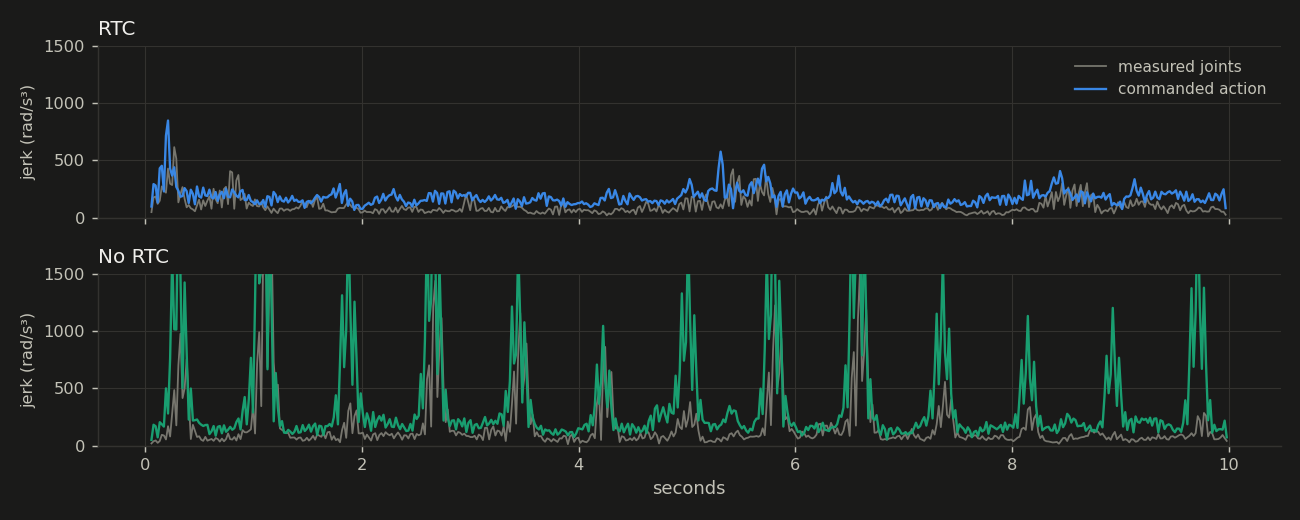 RTC
1500
1000
500
0
jerk (rad/s³)
measured joints
commanded action
No RTC
1500
1000
500
0
jerk (rad/s³)
0 2 4 6 8 10
seconds